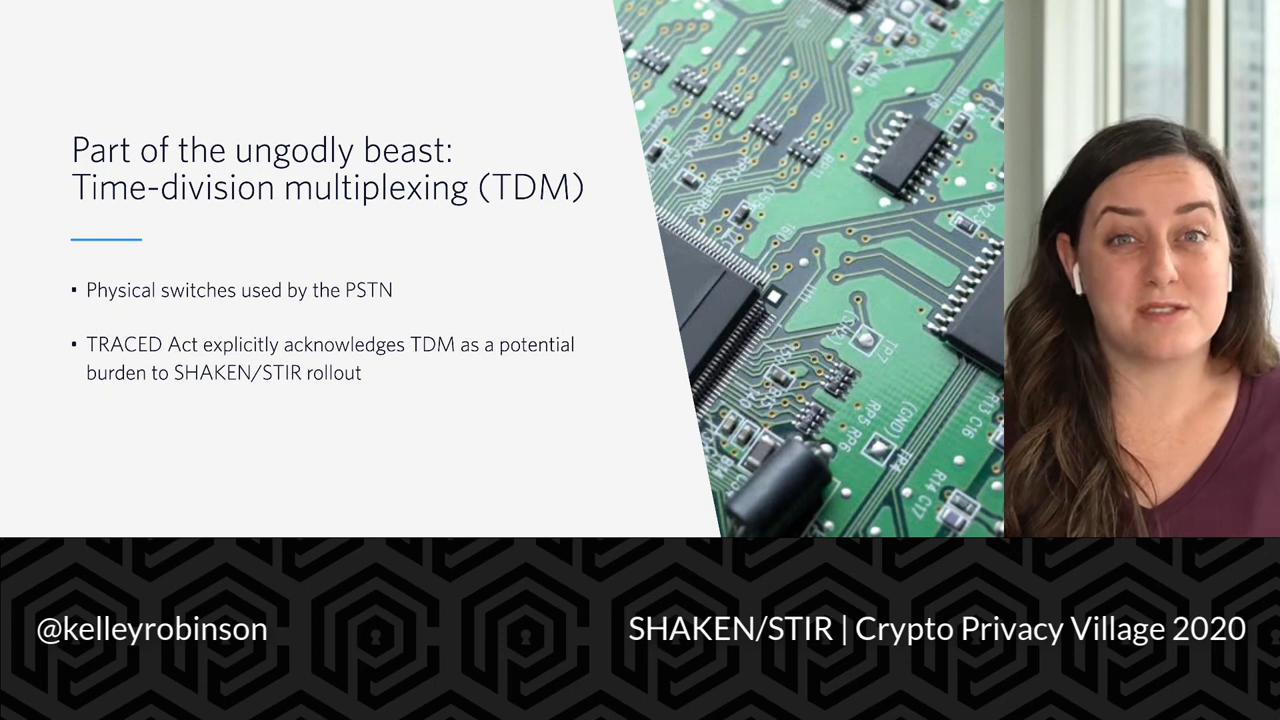 Part of the ungodly beast:
Time-division multiplexing (TDM)
▪ Physical switches used by the PSTN
▪ TRACED Act explicitly acknowledges TDM as a potential
burden to SHAKEN/STIR rollout
@kelleyrobinson
SHAKEN/STIR | Crypto Privacy Village 2020